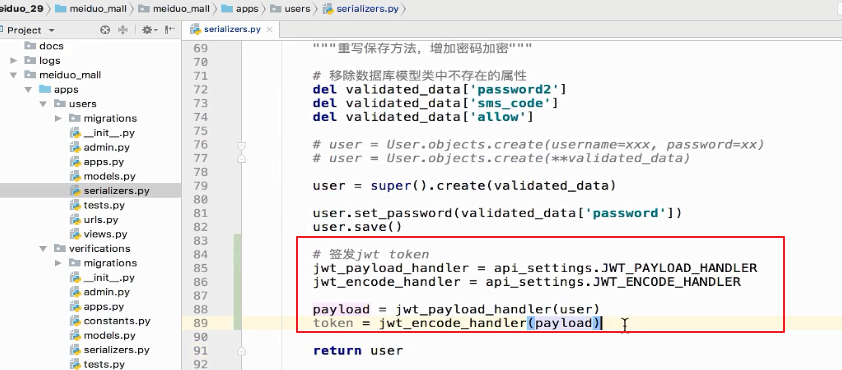 eiduo_29 meiduo_mall meiduo_mall apps users serializers.py
Project
serializers.py
docs
logs
meiduo_mall
apps
users
migrations
__init__.py
admin.py
apps.py
models.py
serializers.py
tests.py
urls.py
views.py
verifications
migrations
__init__.py
admin.py
apps.py
constants.py
models.py
serializers.py
tests.py
69 """重写保存方法，增加密码加密"""
70
71 # 移除数据库模型类中不存在的属性
72 del validated_data['password2']
73 del validated_data['sms_code']
74 del validated_data['allow']
75
76 # user = User.objects.create(username=xxx, password=xx)
77 # user = User.objects.create(**validated_data)
78
79 user = super().create(validated_data)
80
81 user.set_password(validated_data['password'])
82 user.save()
83
84 # 签发jwt token
85 jwt_payload_handler = api_settings.JWT_PAYLOAD_HANDLER
86 jwt_encode_handler = api_settings.JWT_ENCODE_HANDLER
87
88 payload = jwt_payload_handler(user)
89 token = jwt_encode_handler(payload)
90
91 return user
92